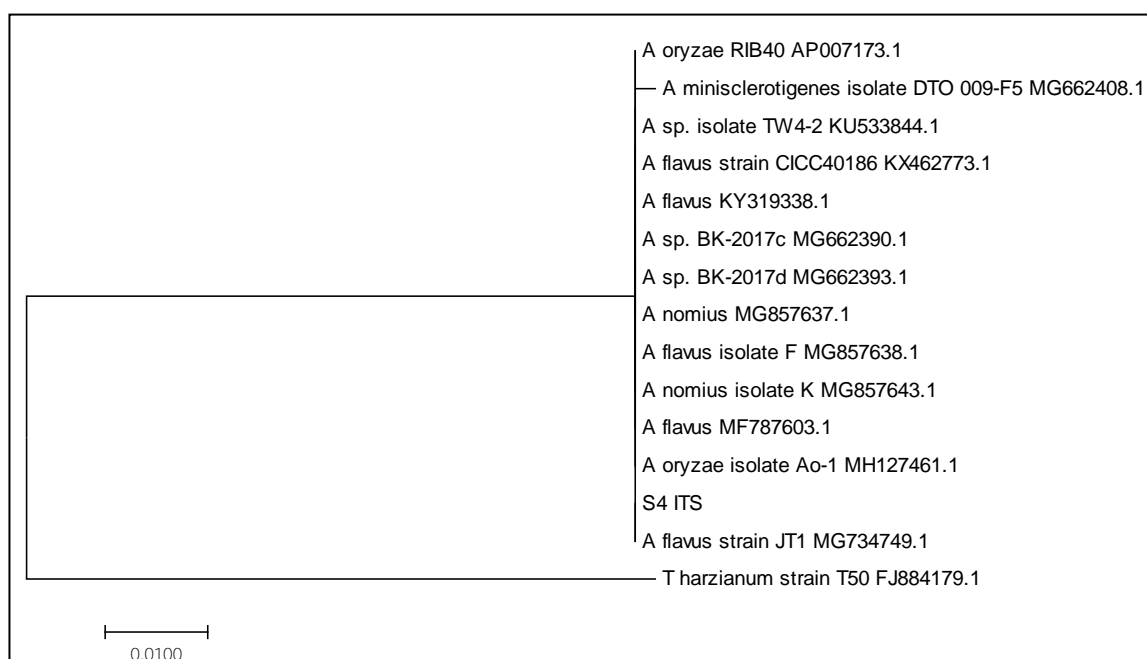 A oryzae RIB40 AP007173.1
A minisclerotigenes isolate DTO 009-F5 MG662408.1
A sp. isolate TW4-2 KU533844.1
A flavus strain CICC40186 KX462773.1
A flavus KY319338.1
A sp. BK-2017c MG662390.1
A sp. BK-2017d MG662393.1
A nomius MG857637.1
A flavus isolate F MG857638.1
A nomius isolate K MG857643.1
A flavus MF787603.1
A oryzae isolate Ao-1 MH127461.1
S4 ITS
A flavus strain JT1 MG734749.1
T harzianum strain T50 FJ884179.1
0.0100